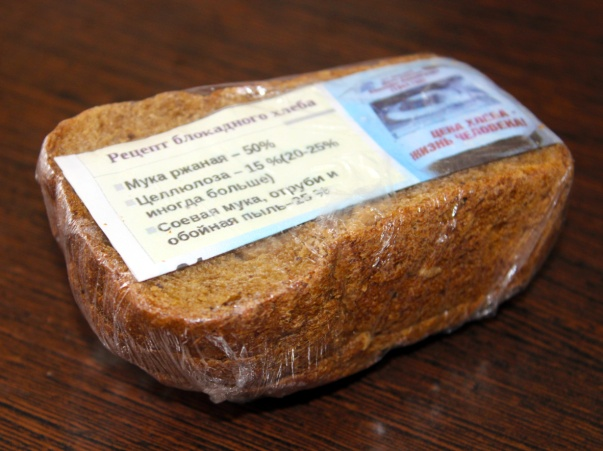 Рецепт блокадного хлеба
Мука ржаная – 50%
Целлюлоза – 15 %(20-25%
иногда больше)
Соевая мука, отруби и
обойная пыль–25 %
ЦЕНА ХЛЕБА -
ЖИЗНЬ ЧЕЛОВЕКА!